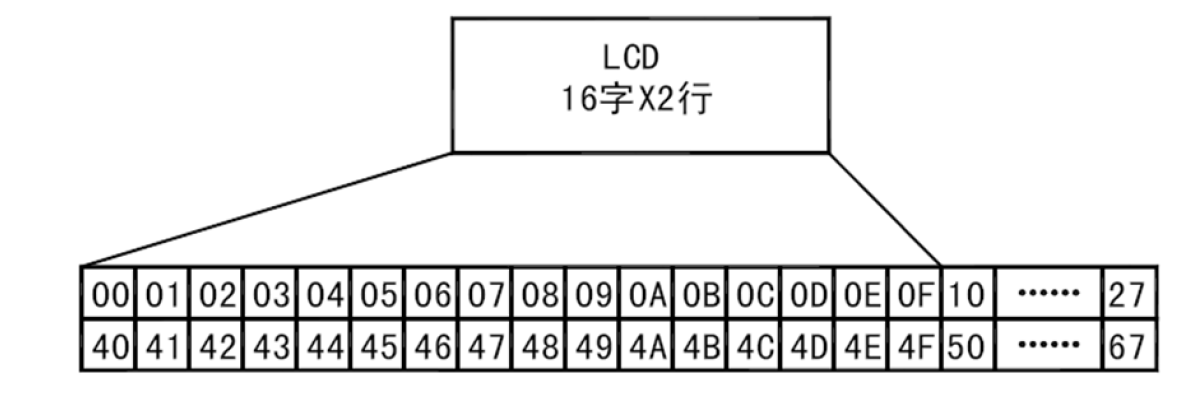 LCD
16字X2行
00 01 02 03 04 05 06 07 08 09 0A 0B 0C 0D 0E 0F 10 ······ 27
40 41 42 43 44 45 46 47 48 49 4A 4B 4C 4D 4E 4F 50 ······ 67